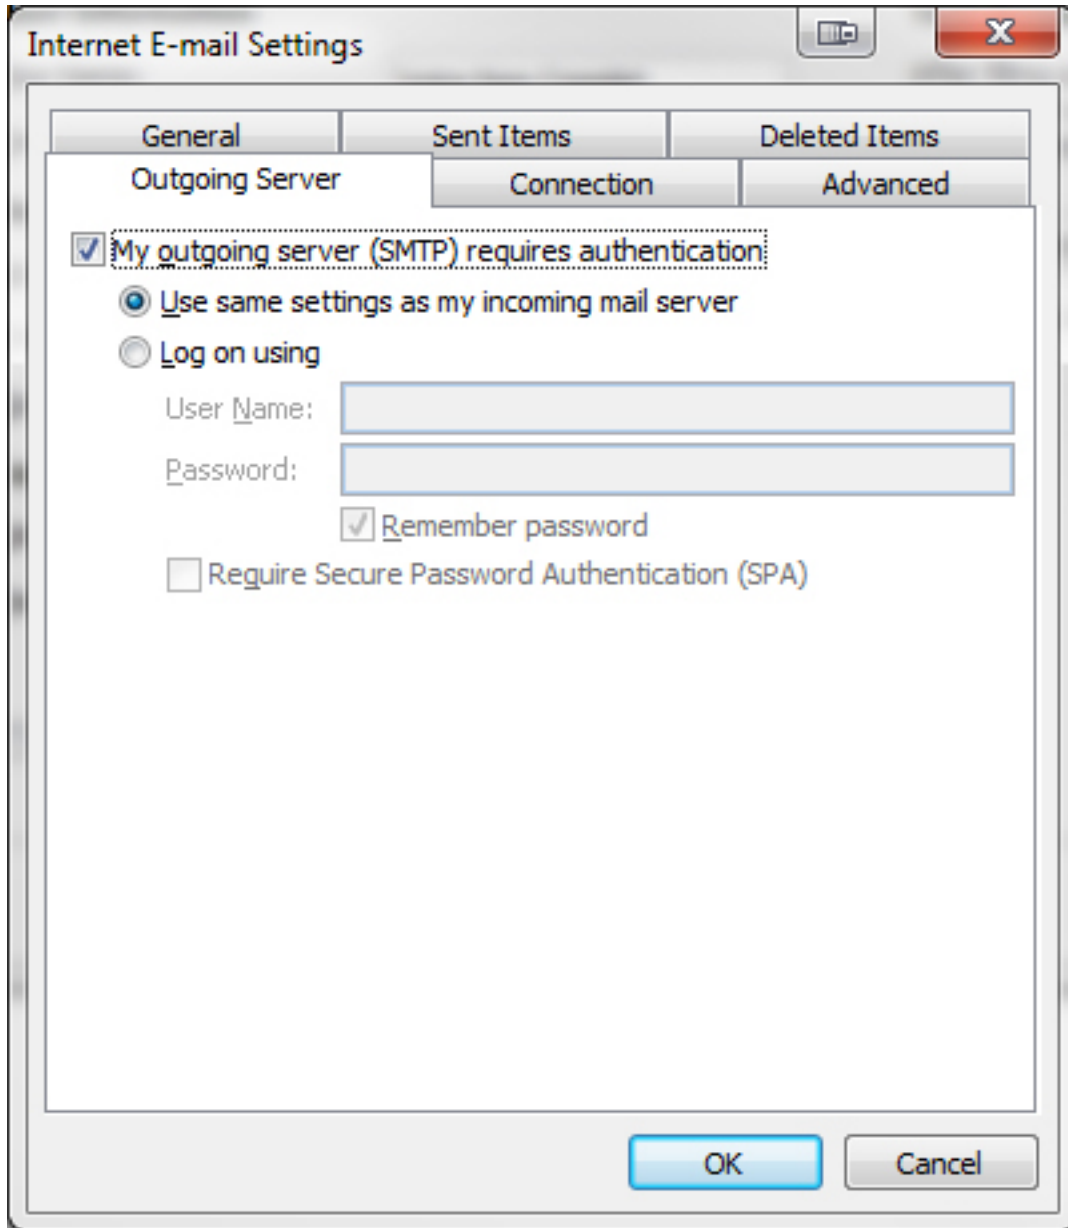 Internet E-mail Settings
General
Sent Items
Deleted Items
Outgoing Server
Connection
Advanced
My outgoing server (SMTP) requires authentication
Use same settings as my incoming mail server
Log on using
User Name:
Password:
Remember password
Require Secure Password Authentication (SPA)
OK
Cancel